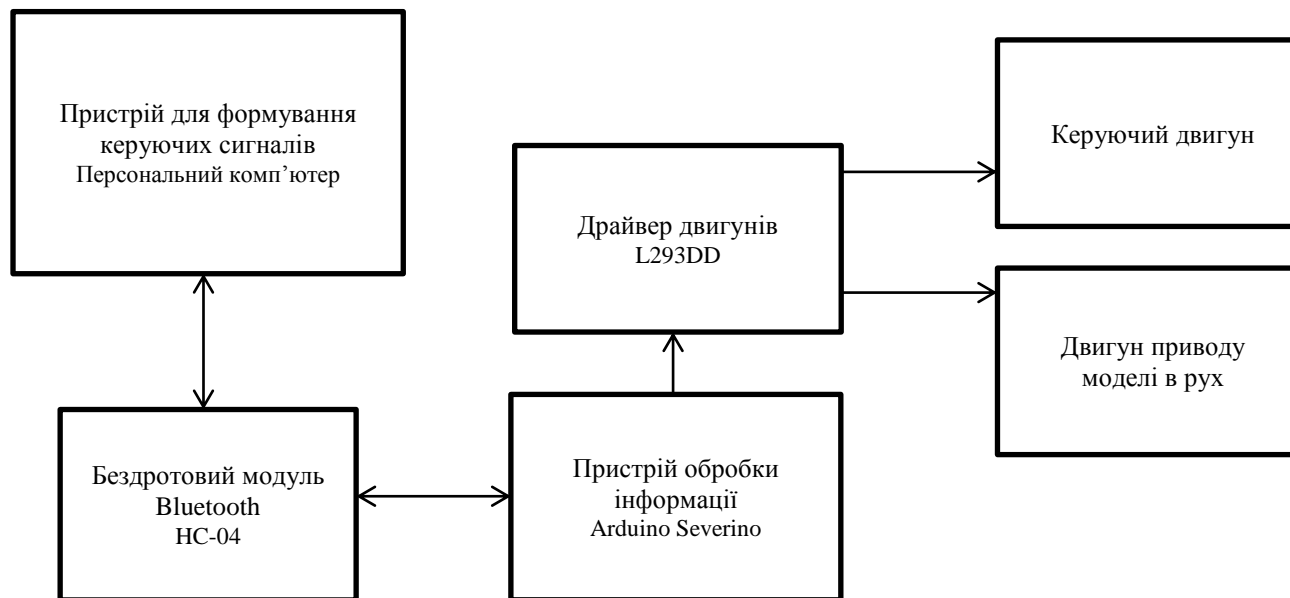 Пристрій для формування
керуючих сигналів
Персональний комп’ютер
Керуючий двигун
Драйвер двигунів
L293DD
Двигун приводу
моделі в рух
Бездротовий модуль
Bluetooth
HC-04
Пристрій обробки
інформації
Arduino Severino